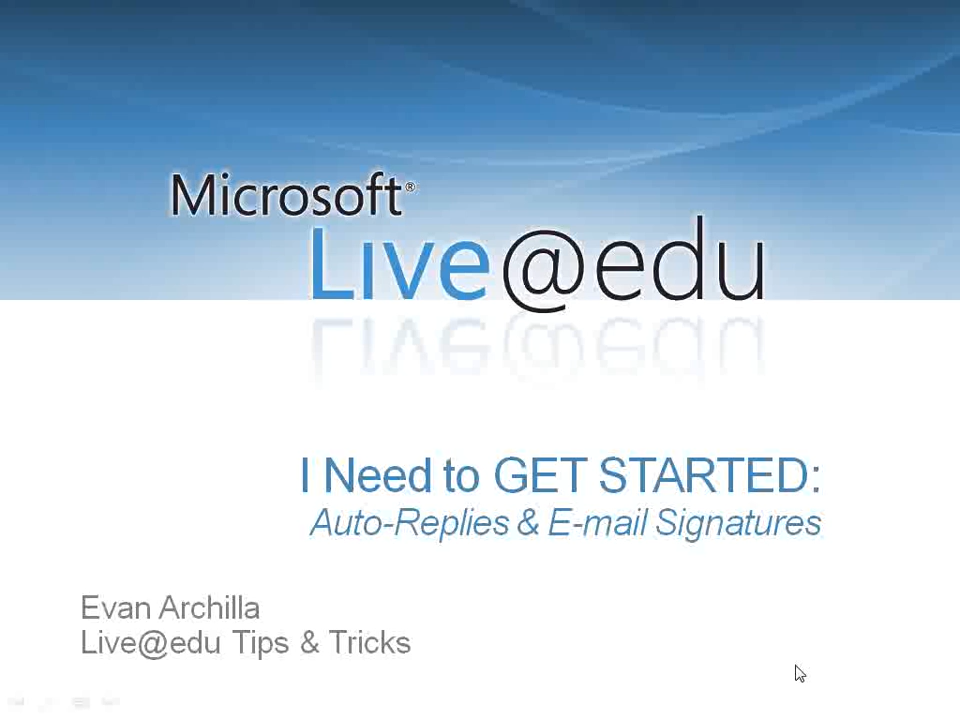 Microsoft®
Live@edu
I Need to GET STARTED:
Auto-Replies & E-mail Signatures
Evan Archilla
Live@edu Tips & Tricks